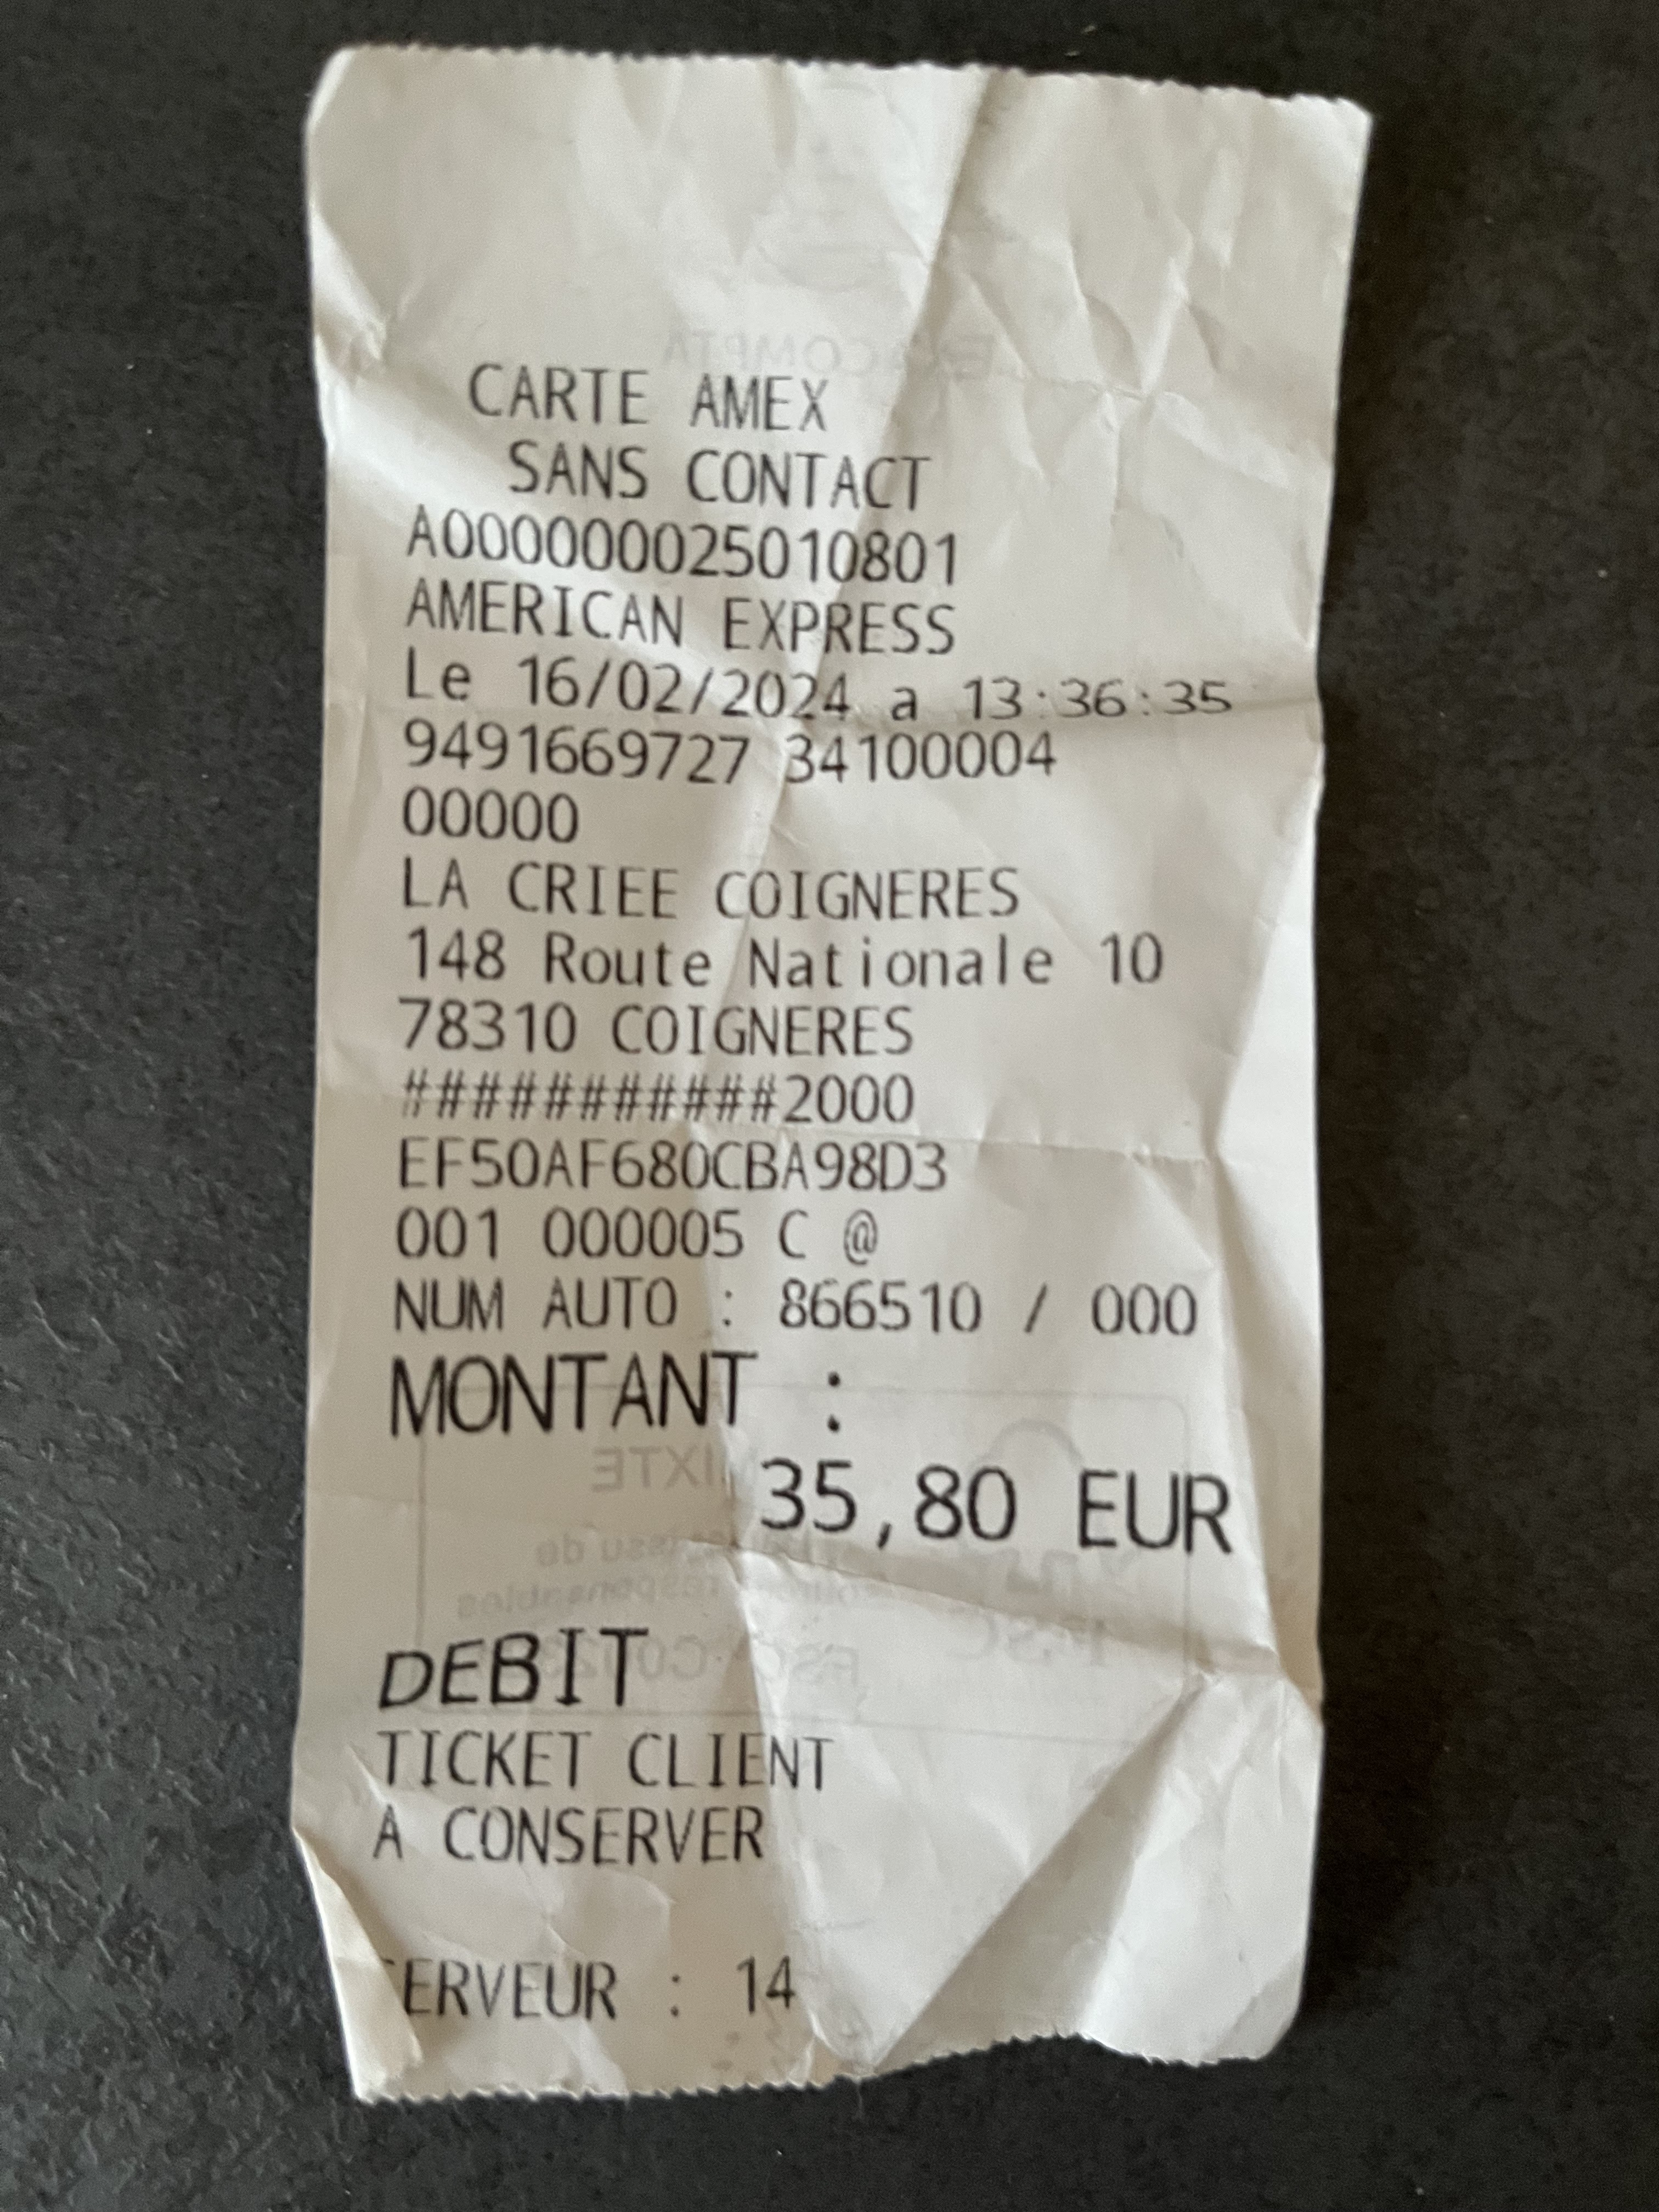 CARTE AMEX
SANS CONTACT
A0000000025010801
AMERICAN EXPRESS
Le 16/02/2024 a 13:36:35
9491669727 34100004
00000
LA CRIEE COIGNERES
148 Route Nationale 10
78310 COIGNERES
###########2000
EF50AF680CBA98D3
001 000005 C @
NUM AUTO : 866510 / 000
MONTANT :
35,80 EUR
DEBIT
TICKET CLIENT
A CONSERVER
SERVEUR : 14